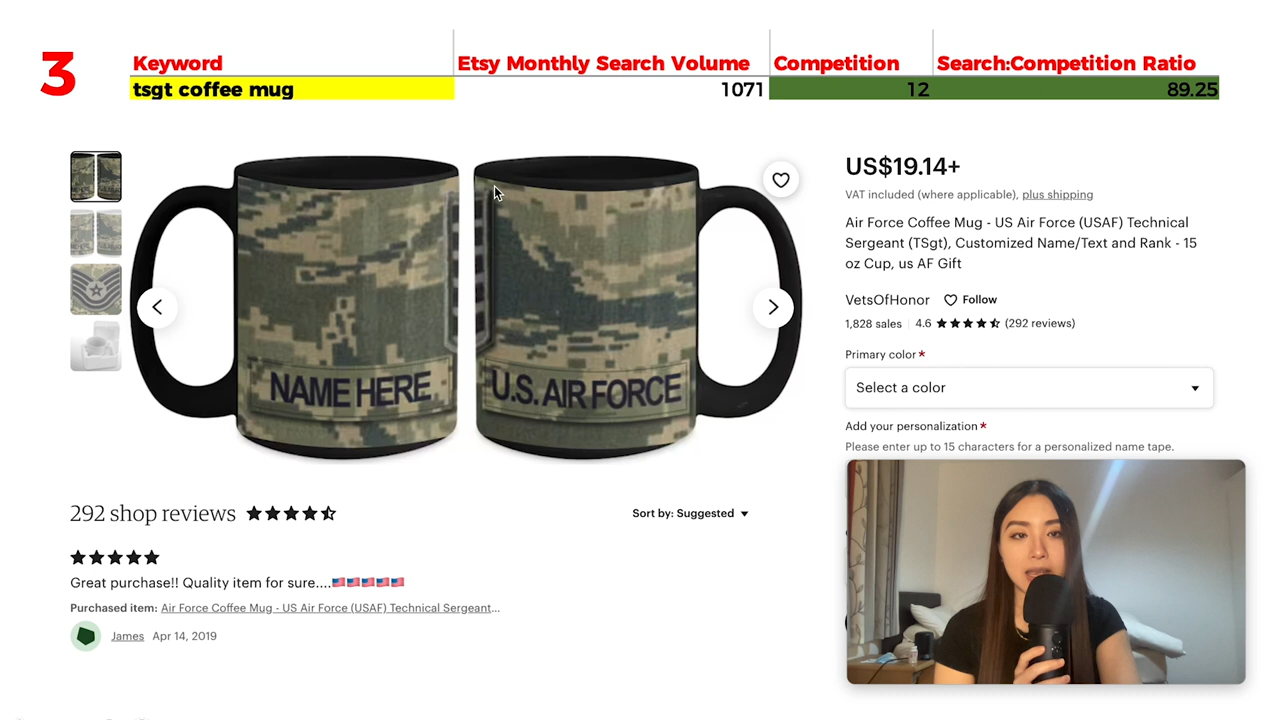 3
Keyword
Etsy Monthly Search Volume
Competition
Search:Competition Ratio
tsgt coffee mug
1071
12
89.25
NAME HERE
U.S. AIR FORCE
US$19.14+
VAT included (where applicable), plus shipping
Air Force Coffee Mug - US Air Force (USAF) Technical
Sergeant (TSgt), Customized Name/Text and Rank - 15
oz Cup, us AF Gift
VetsOfHonor Follow
1,828 sales 4.6 (292 reviews)
Primary color *
Select a color
Add your personalization *
Please enter up to 15 characters for a personalized name tape.
292 shop reviews
Sort by: Suggested
Great purchase!! Quality item for sure....🇺🇸🇺🇸🇺🇸🇺🇸🇺🇸
Purchased item: Air Force Coffee Mug - US Air Force (USAF) Technical Sergeant...
James Apr 14, 2019